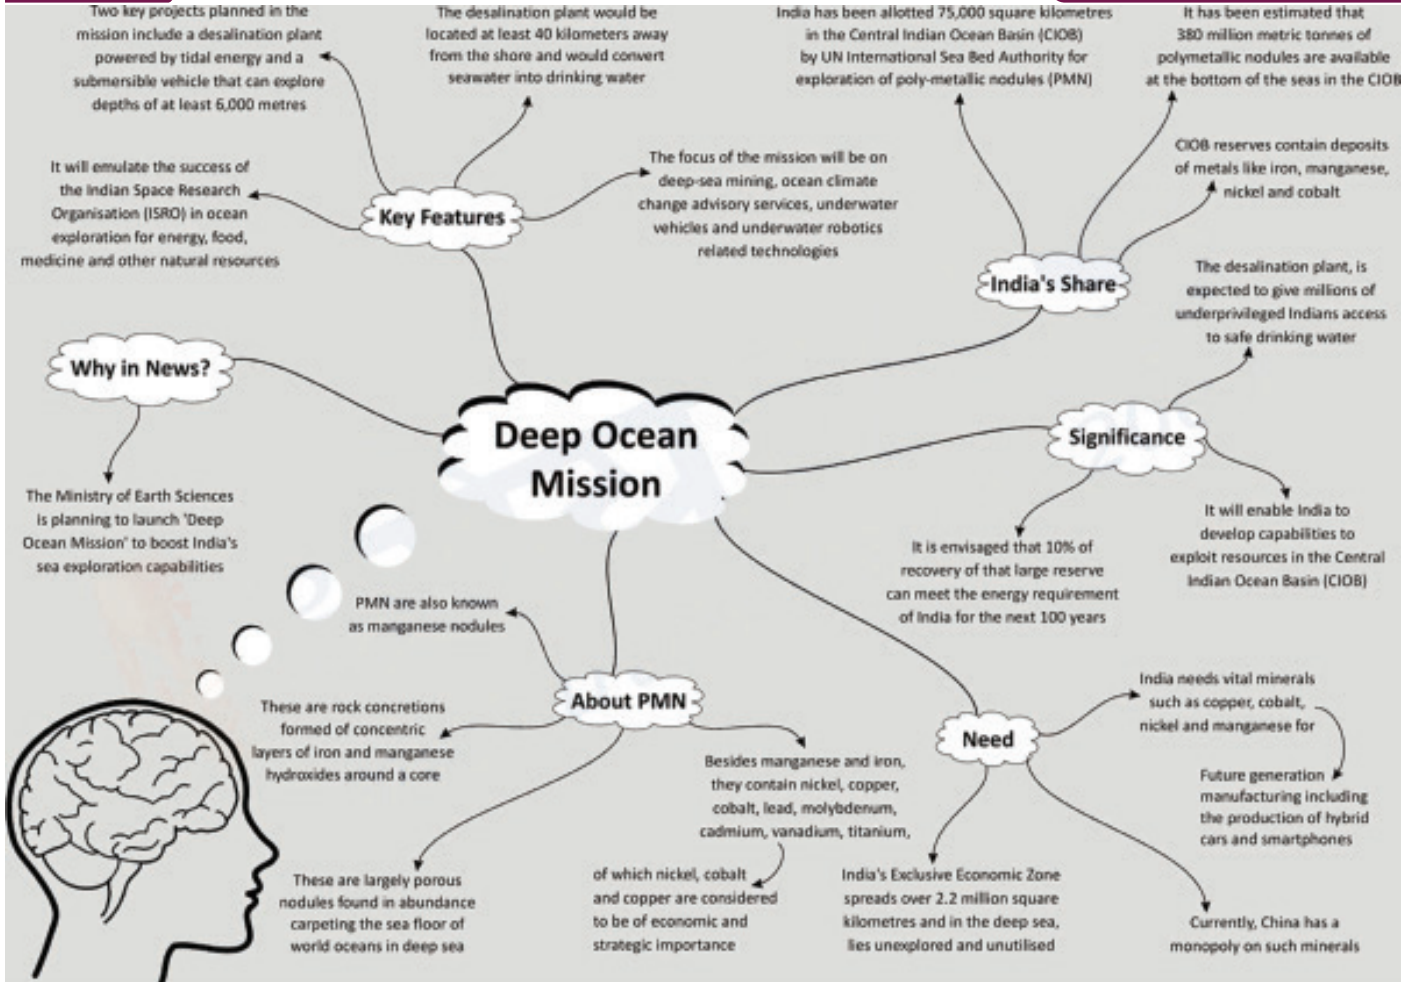 Two key projects planned in the
mission include a desalination plant
powered by tidal energy and a
submersible vehicle that can explore
depths of at least 6,000 metres
The desalination plant would be
located at least 40 kilometers away
from the shore and would convert
seawater into drinking water
India has been allotted 75,000 square kilometres
in the Central Indian Ocean Basin (CIOB)
by UN International Sea Bed Authority for
exploration of poly-metallic nodules (PMN)
It has been estimated that
380 million metric tonnes of
polymetallic nodules are available
at the bottom of the seas in the CIOB
It will emulate the success of
the Indian Space Research
Organisation (ISRO) in ocean
exploration for energy, food,
medicine and other natural resources
Key Features
The focus of the mission will be on
deep-sea mining, ocean climate
change advisory services, underwater
vehicles and underwater robotics
related technologies
CIOB reserves contain deposits
of metals like iron, manganese,
nickel and cobalt
India's Share
The desalination plant, is
expected to give millions of
underprivileged Indians access
to safe drinking water
Why in News?
Deep Ocean
Mission
Significance
The Ministry of Earth Sciences
is planning to launch 'Deep
Ocean Mission' to boost India's
sea exploration capabilities
It is envisaged that 10% of
recovery of that large reserve
can meet the energy requirement
of India for the next 100 years
It will enable India to
develop capabilities to
exploit resources in the Central
Indian Ocean Basin (CIOB)
PMN are also known
as manganese nodules
About PMN
These are rock concretions
formed of concentric
layers of iron and manganese
hydroxides around a core
Besides manganese and iron,
they contain nickel, copper,
cobalt, lead, molybdenum,
cadmium, vanadium, titanium,
of which nickel, cobalt
and copper are considered
to be of economic and
strategic importance
These are largely porous
nodules found in abundance
carpeting the sea floor of
world oceans in deep sea
Need
India needs vital minerals
such as copper, cobalt,
nickel and manganese for
Future generation
manufacturing including
the production of hybrid
cars and smartphones
India's Exclusive Economic Zone
spreads over 2.2 million square
kilometres and in the deep sea,
lies unexplored and unutilised
Currently, China has a
monopoly on such minerals